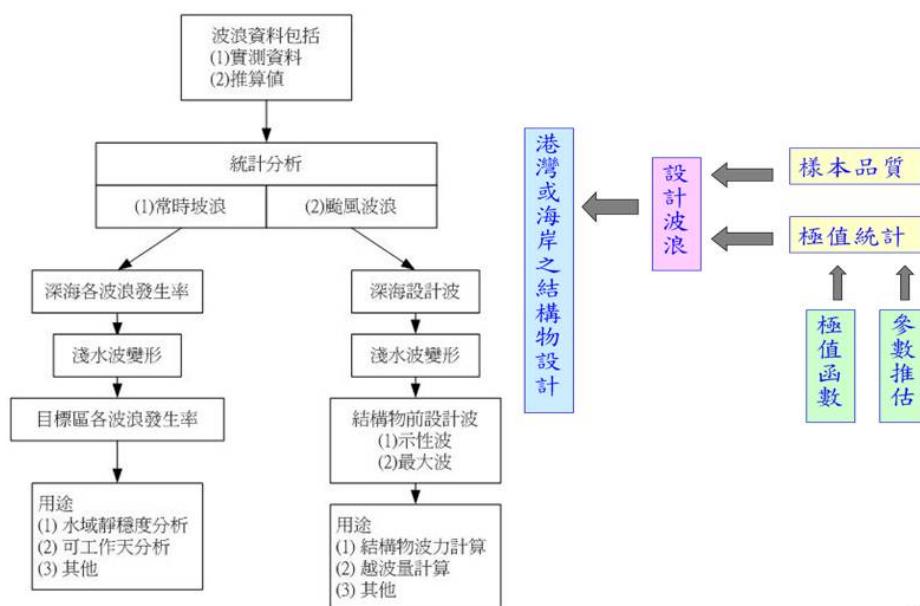 波浪資料包括
(1)實測資料
(2)推算值
統計分析
(1)常時坡浪
(2)颱風波浪
深海各波浪發生率
淺水波變形
目標區各波浪發生率
用途
(1) 水域靜穩度分析
(2) 可工作天分析
(3) 其他
深海設計波
淺水波變形
結構物前設計波
(1)示性波
(2)最大波
用途
(1) 結構物波力計算
(2) 越波量計算
(3) 其他
港灣或海岸之結構物設計
設計波浪
樣本品質
極值統計
極值函數
參數推估